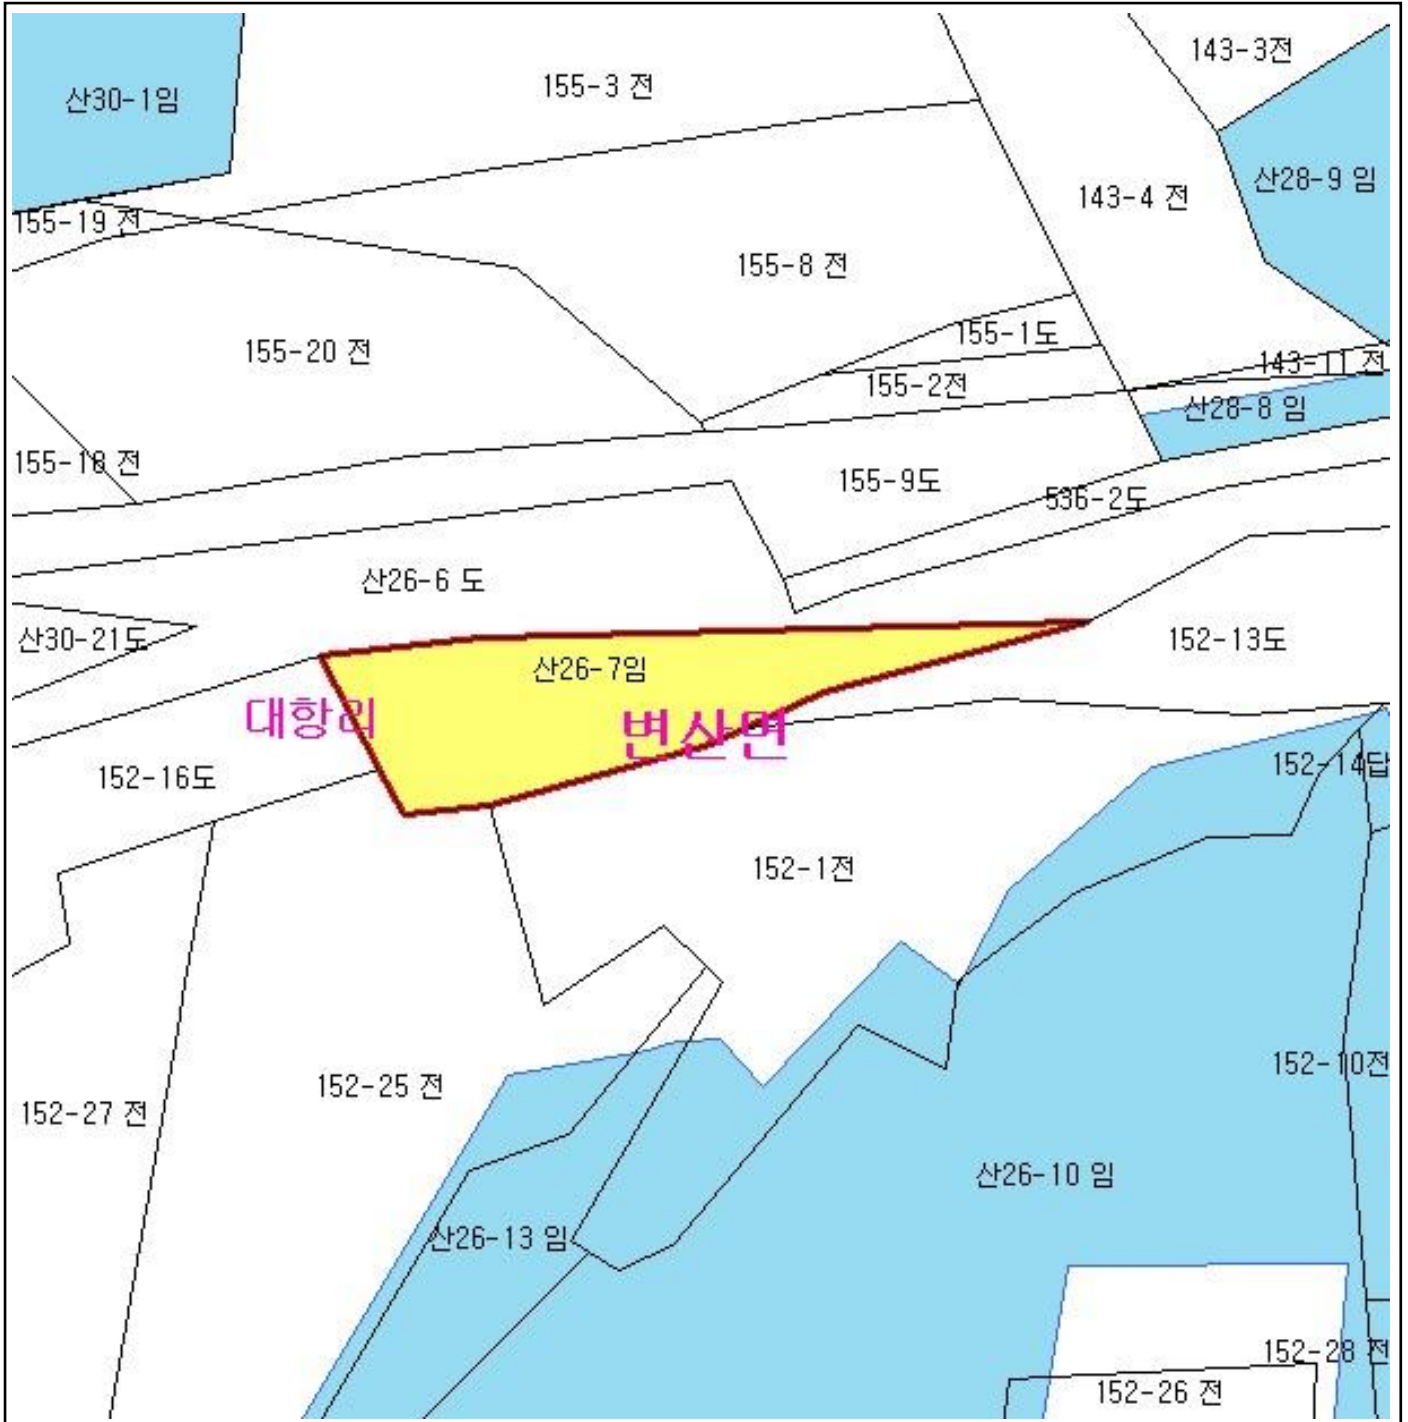 143-3전
155-3 전
산30-1임
산28-9 임
143-4 전
155-19 전
155-8 전
155-1도
155-20 전
143-11 전
155-2전
산28-8 임
155-18 전
155-9도
536-2도
산26-6 도
산30-21도
152-13도
산26-7임
대항리
변산면
152-16도
152-14답
152-1전
152-10전
152-25 전
152-27 전
산26-10 임
산26-13 임
152-28 전
152-26 전